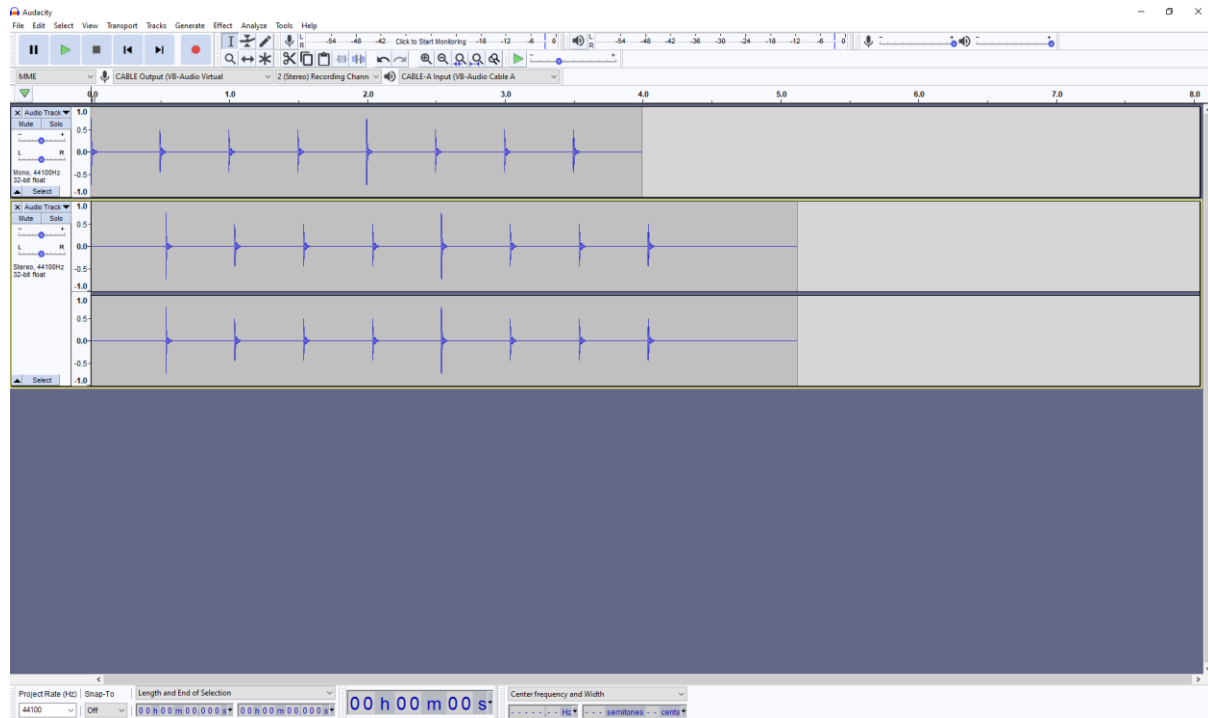 Audacity
File Edit Select View Transport Tracks Generate Effect Analyze Tools Help
L R -54 -48 -42 Click to Start Monitoring -18 -12 -6 0 L R -54 -48 -42 -36 -30 -24 -18 -12 -6 0 - + - +
- +
MME CABLE Output (VB-Audio Virtual 2 (Stereo) Recording Chann CABLE-A Input (VB-Audio Cable A
0,0 1.0 2.0 3.0 4.0 5.0 6.0 7.0 8.0
x Audio Track 1.0
Mute Solo 0.5-
- +
L R 0.0-
Mono, 44100Hz
32-bit float -0.5-
Select -1.0
x Audio Track 1.0
Mute Solo 0.5-
- +
L R 0.0-
Stereo, 44100Hz
32-bit float -0.5-
-1.0
1.0
0.5-
0.0-
-0.5-
Select -1.0
Project Rate (Hz) Snap-To Length and End of Selection Center frequency and Width
44100 Off 00 h 00 m 00.000 s 00 h 00 m 00.000 s 00 h 00 m 00 s - - - - - . - - Hz - - - semitones - - cents